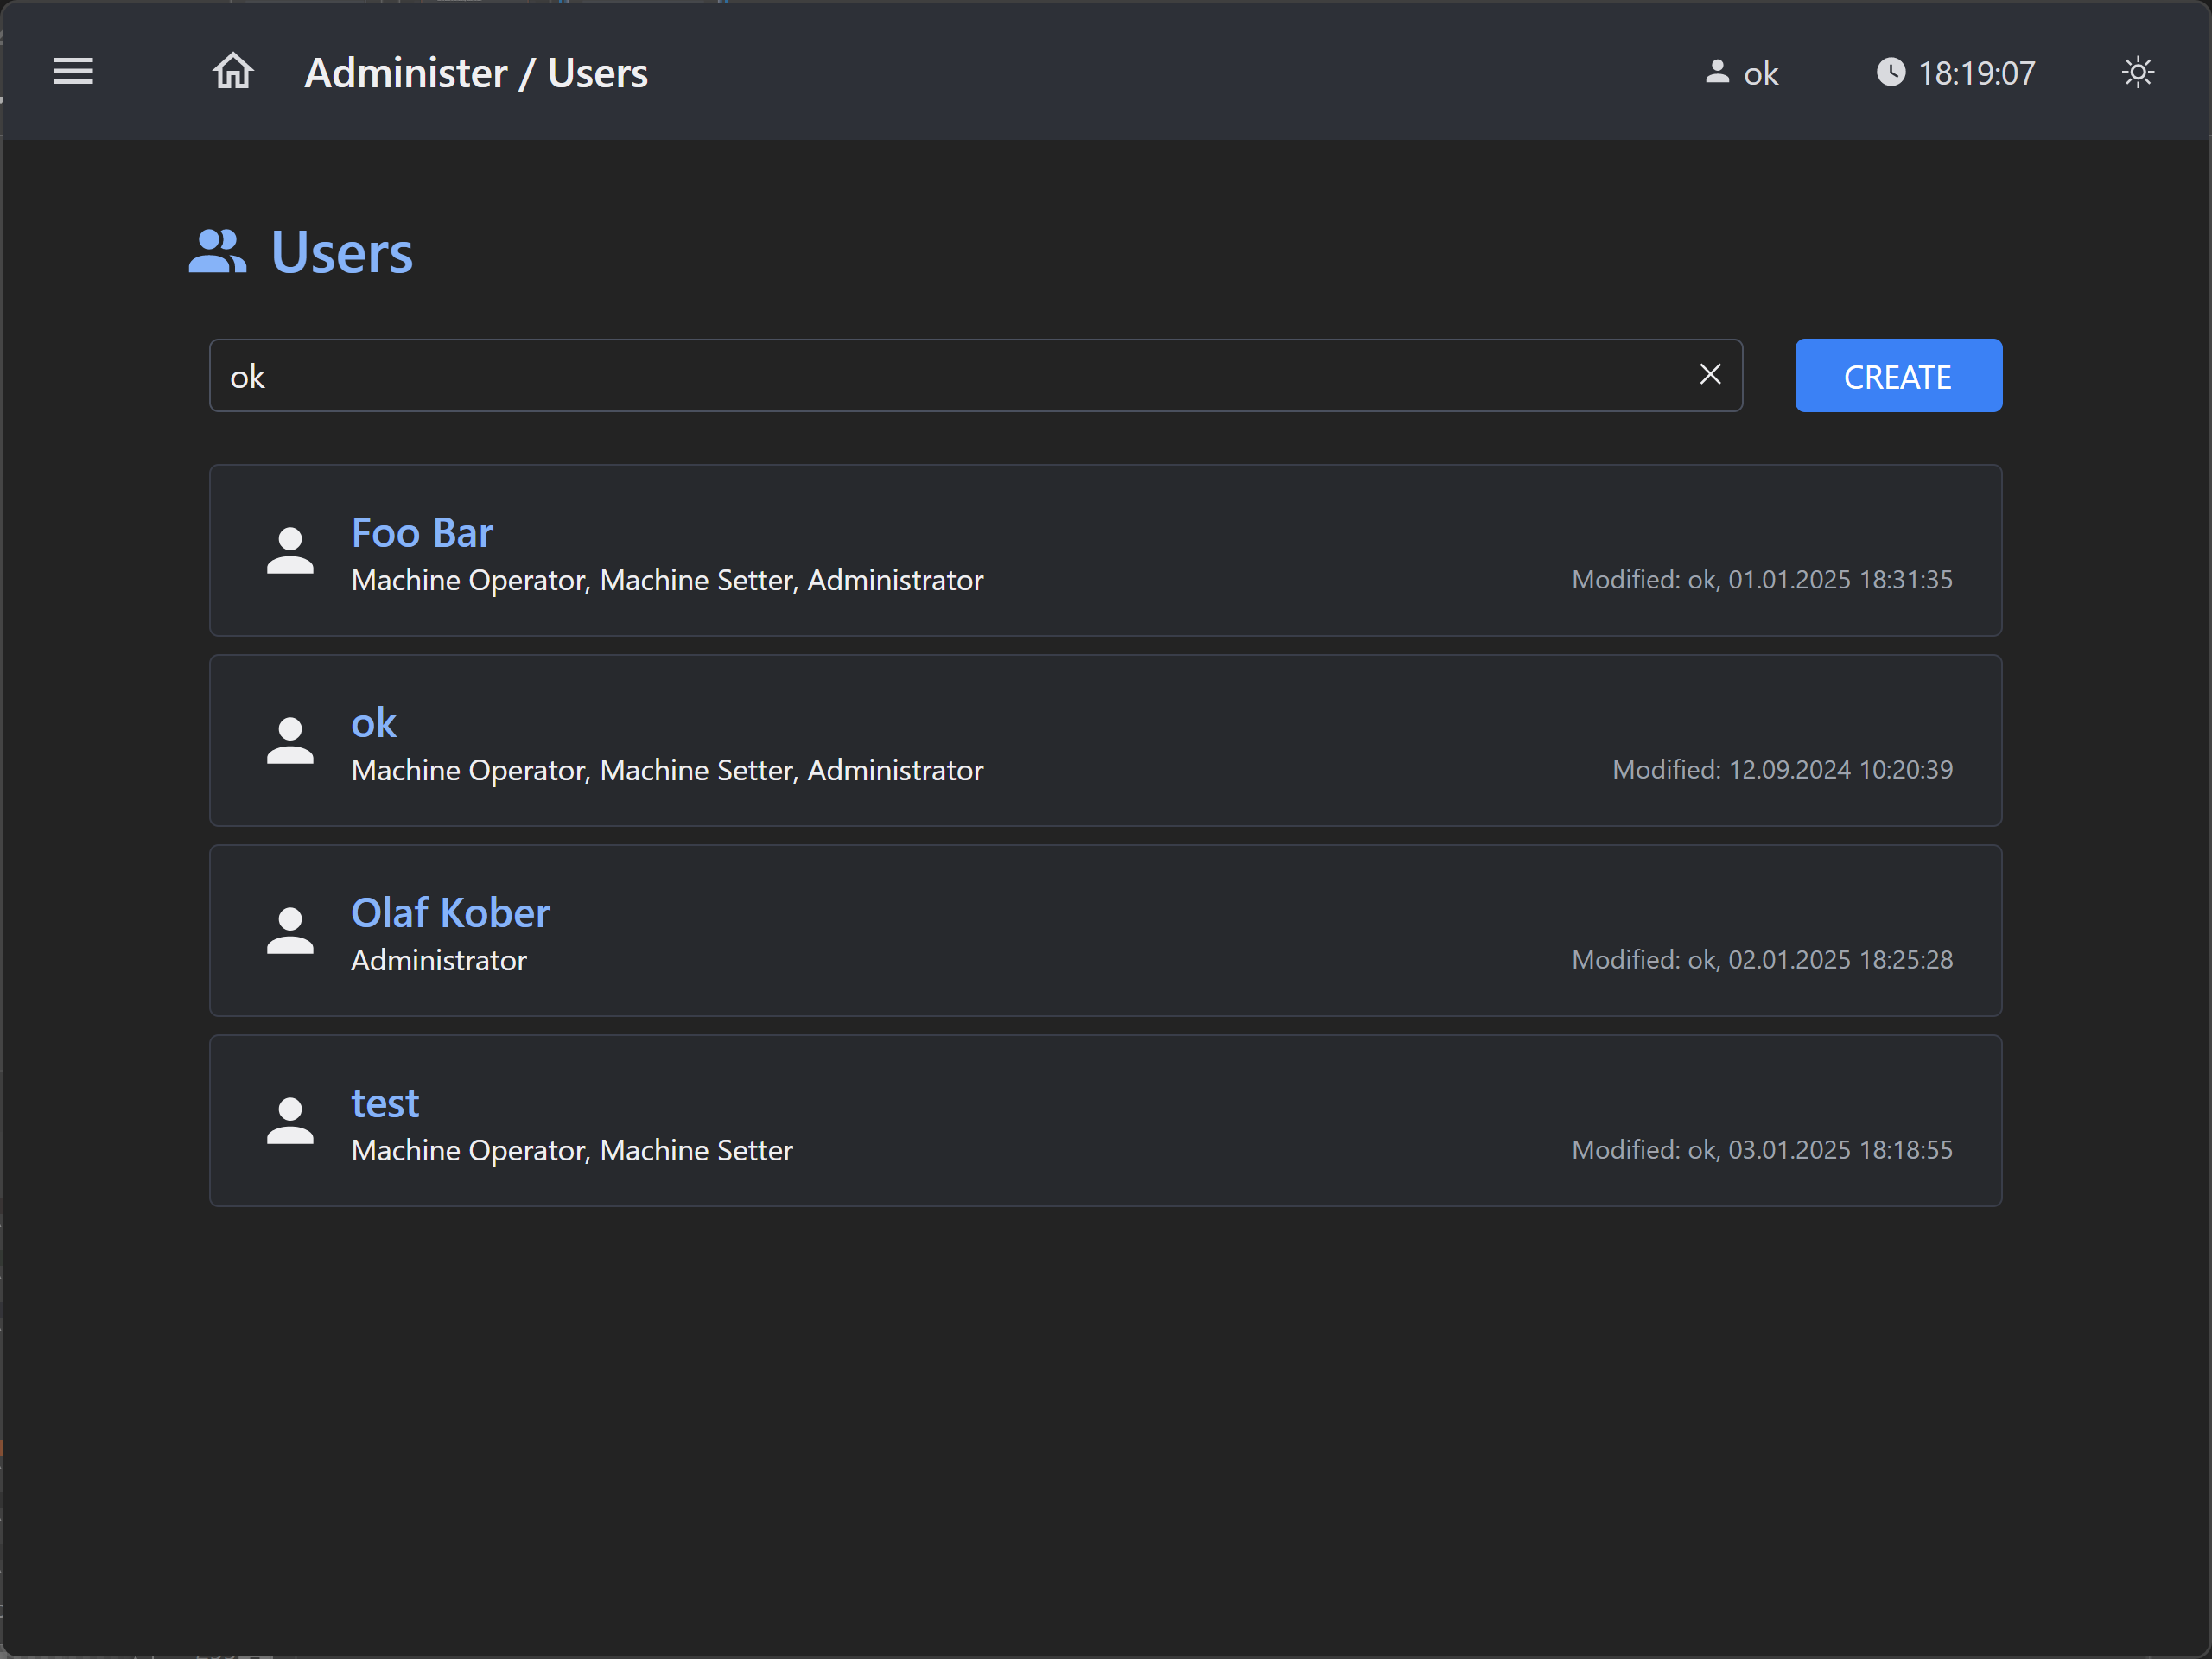 Administer / Users
ok
18:19:07
Users
ok
CREATE
Foo Bar
Machine Operator, Machine Setter, Administrator
Modified: ok, 01.01.2025 18:31:35
ok
Machine Operator, Machine Setter, Administrator
Modified: 12.09.2024 10:20:39
Olaf Kober
Administrator
Modified: ok, 02.01.2025 18:25:28
test
Machine Operator, Machine Setter
Modified: ok, 03.01.2025 18:18:55